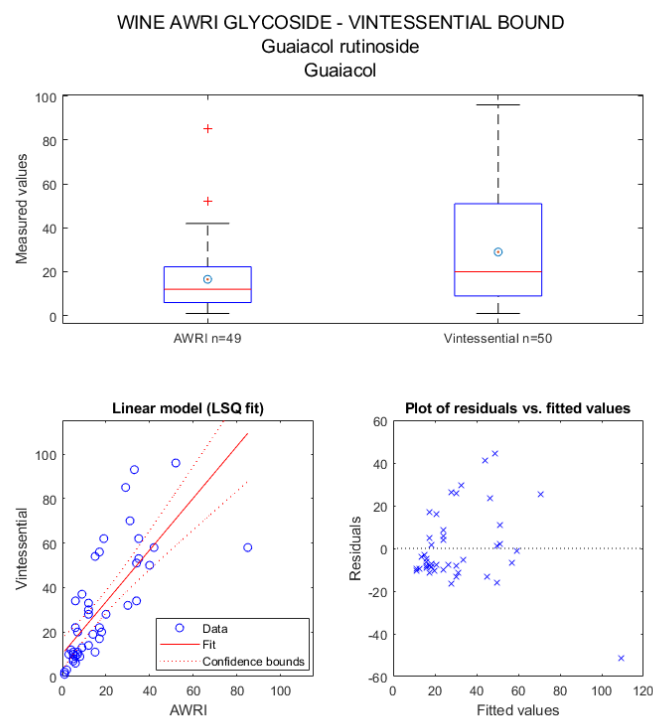 WINE AWRI GLYCOSIDE - VINTESSENTIAL BOUND
Guaiacol rutinoside
Guaiacol
100
80
60
40
20
0
Measured values
AWRI n=49
Vintessential n=50
Linear model (LSQ fit)
100
80
60
40
20
0
Vintessential
0 20 40 60 80 100
AWRI
Data
Fit
Confidence bounds
Plot of residuals vs. fitted values
60
40
20
0
-20
-40
-60
Residuals
0 20 40 60 80 100 120
Fitted values